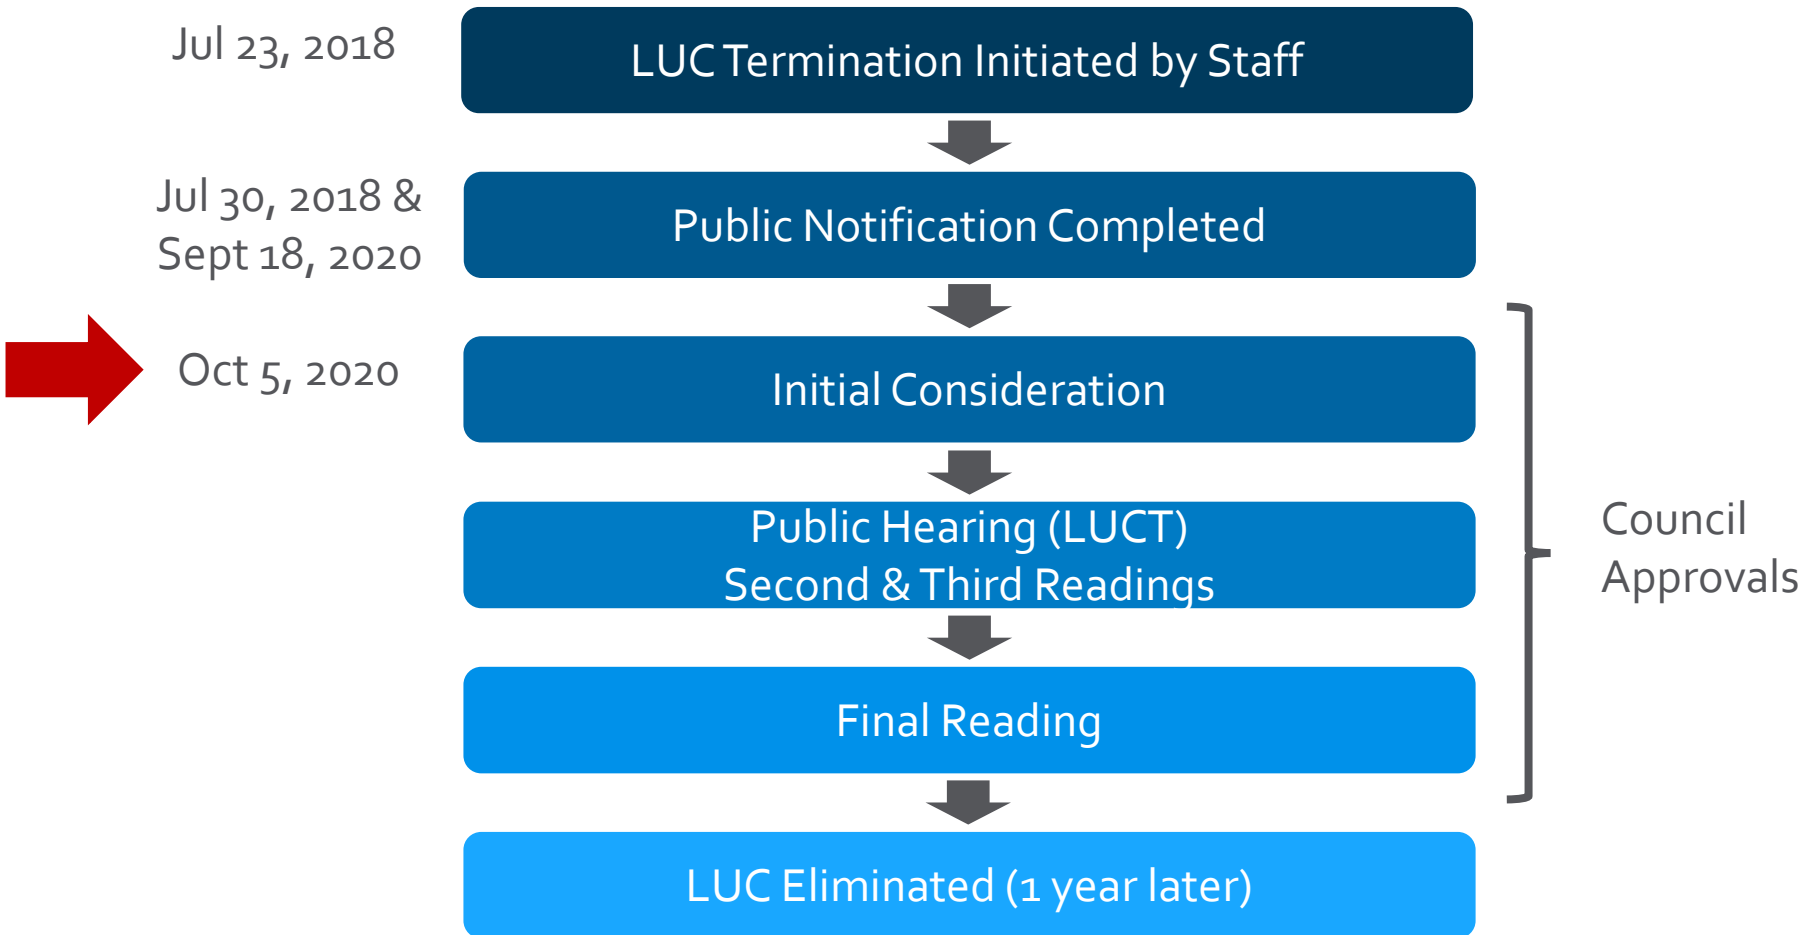 Jul 23, 2018
LUC Termination Initiated by Staff
Jul 30, 2018 &
Sept 18, 2020
Public Notification Completed
Oct 5, 2020
Initial Consideration
Public Hearing (LUCT)
Second & Third Readings
Council
Approvals
Final Reading
LUC Eliminated (1 year later)